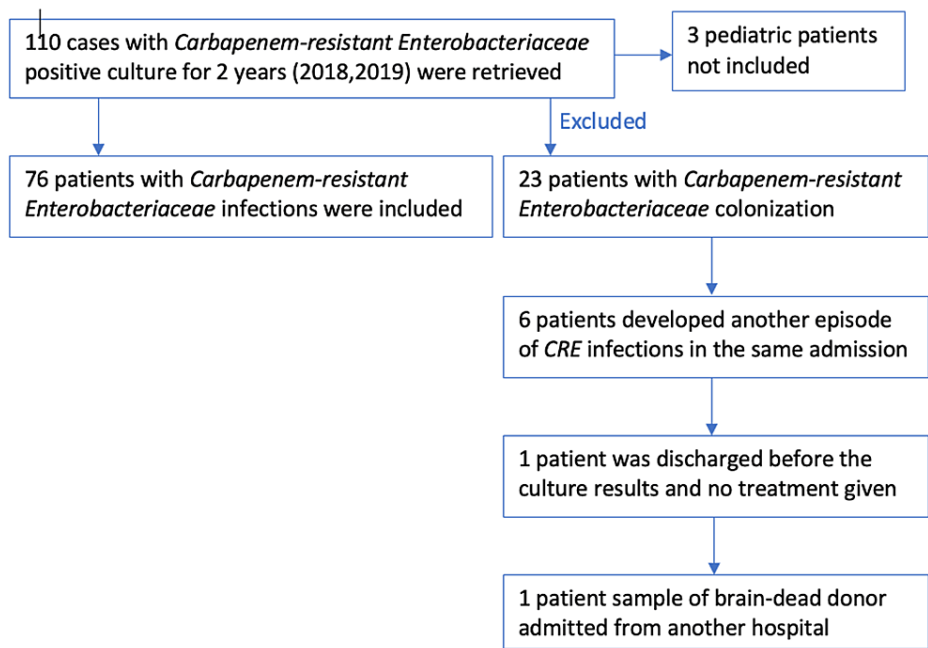 110 cases with Carbapenem-resistant Enterobacteriaceae
positive culture for 2 years (2018,2019) were retrieved
3 pediatric patients
not included
Excluded
76 patients with Carbapenem-resistant
Enterobacteriaceae infections were included
23 patients with Carbapenem-resistant
Enterobacteriaceae colonization
6 patients developed another episode
of CRE infections in the same admission
1 patient was discharged before the
culture results and no treatment given
1 patient sample of brain-dead donor
admitted from another hospital